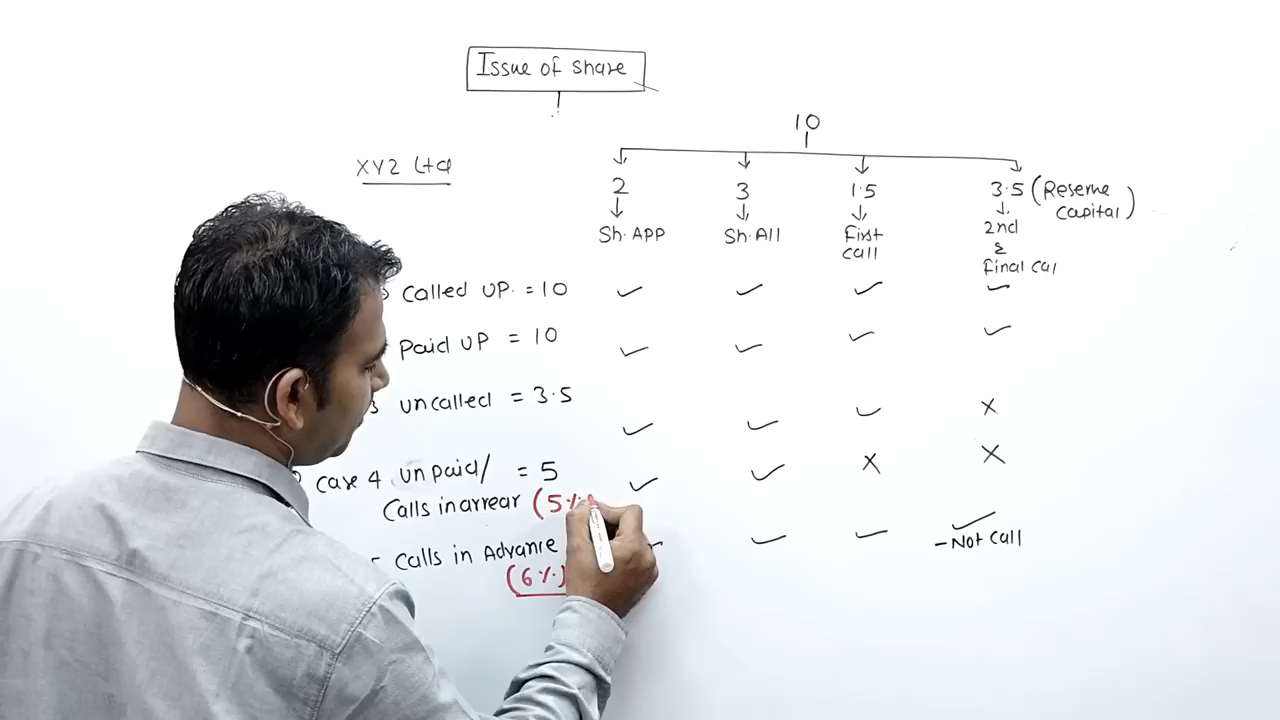 Issue of share
10
XYZ Ltd
2 3 1.5 3.5 (Reserve
capital)
Sh. APP Sh. All First 2nd
call &
Final cal
called UP. = 10
Paid UP = 10
3 uncalled = 3.5
case 4 unpaid/ = 5
Calls in arrear (5%
calls in Advance
-Not call
(6%)